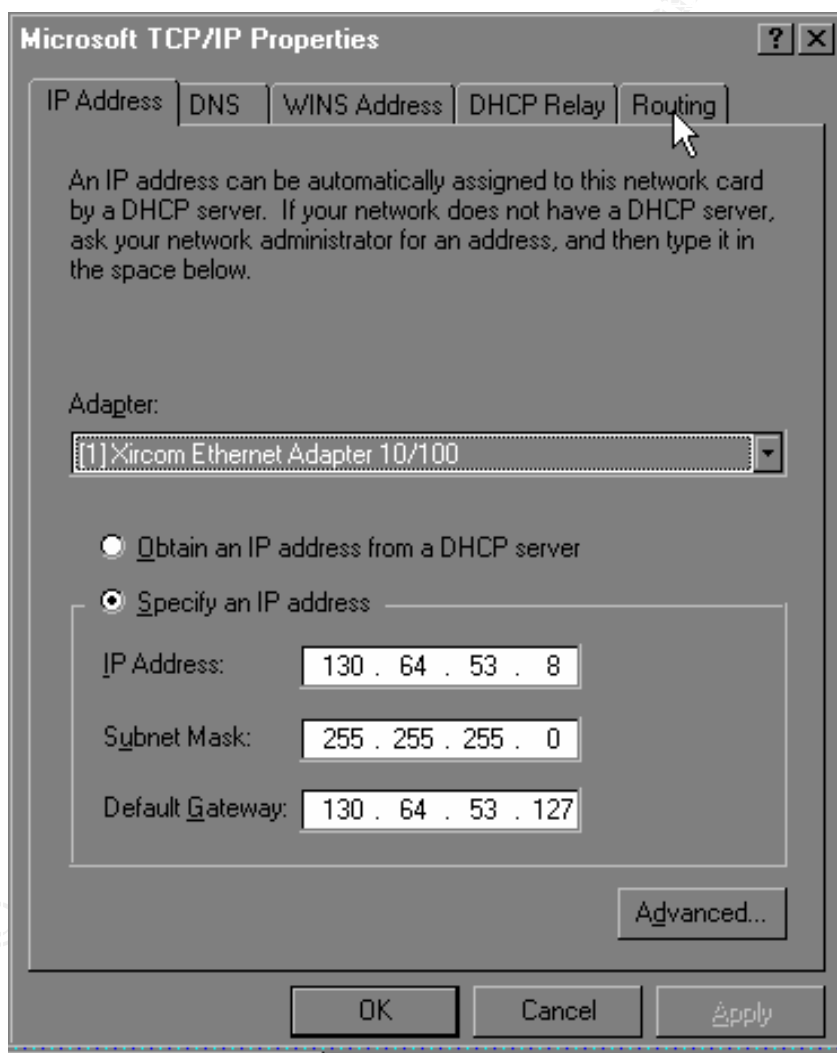 Microsoft TCP/IP Properties
IP Address DNS WINS Address DHCP Relay Routing
An IP address can be automatically assigned to this network card
by a DHCP server. If your network does not have a DHCP server,
ask your network administrator for an address, and then type it in
the space below.
Adapter:
[1] Xircom Ethernet Adapter 10/100
Obtain an IP address from a DHCP server
Specify an IP address
IP Address: 130 . 64 . 53 . 8
Subnet Mask: 255 . 255 . 255 . 0
Default Gateway: 130 . 64 . 53 . 127
Advanced...
OK Cancel Apply